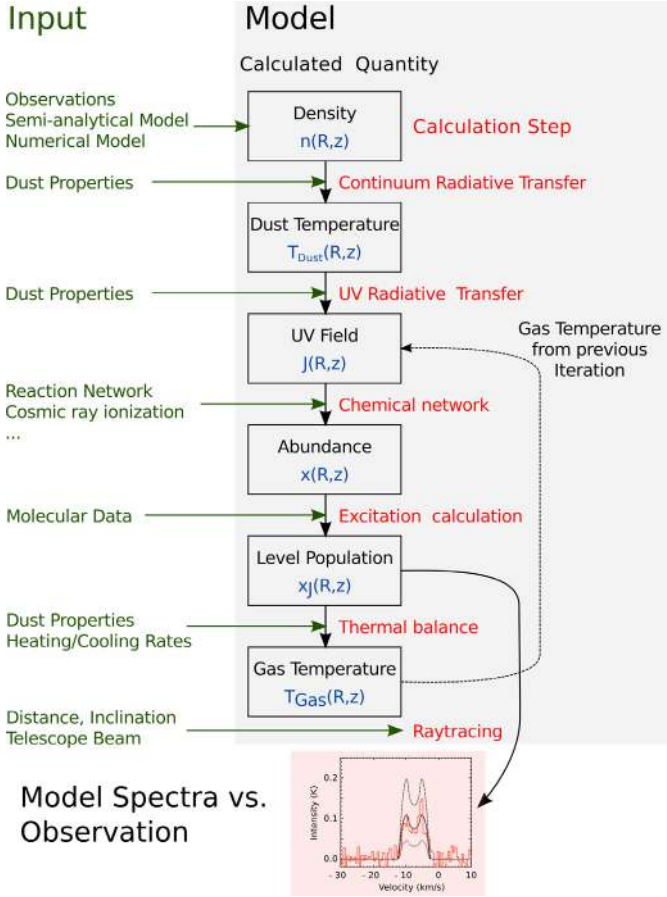 Input
Model
Calculated Quantity
Observations
Semi-analytical Model
Numerical Model
Density
n(R,z)
Calculation Step
Dust Properties
Continuum Radiative Transfer
Dust Temperature
TDust(R,z)
Dust Properties
UV Radiative Transfer
UV Field
J(R,z)
Gas Temperature
from previous
Iteration
Reaction Network
Cosmic ray ionization
...
Chemical network
Abundance
x(R,z)
Molecular Data
Excitation calculation
Level Population
xJ(R,z)
Dust Properties
Heating/Cooling Rates
Thermal balance
Gas Temperature
TGas(R,z)
Distance, Inclination
Telescope Beam
Raytracing
Model Spectra vs.
Observation
Intensity (K)
0.2
0.1
0.0
-30 -20 -10 0 10
Velocity (km/s)